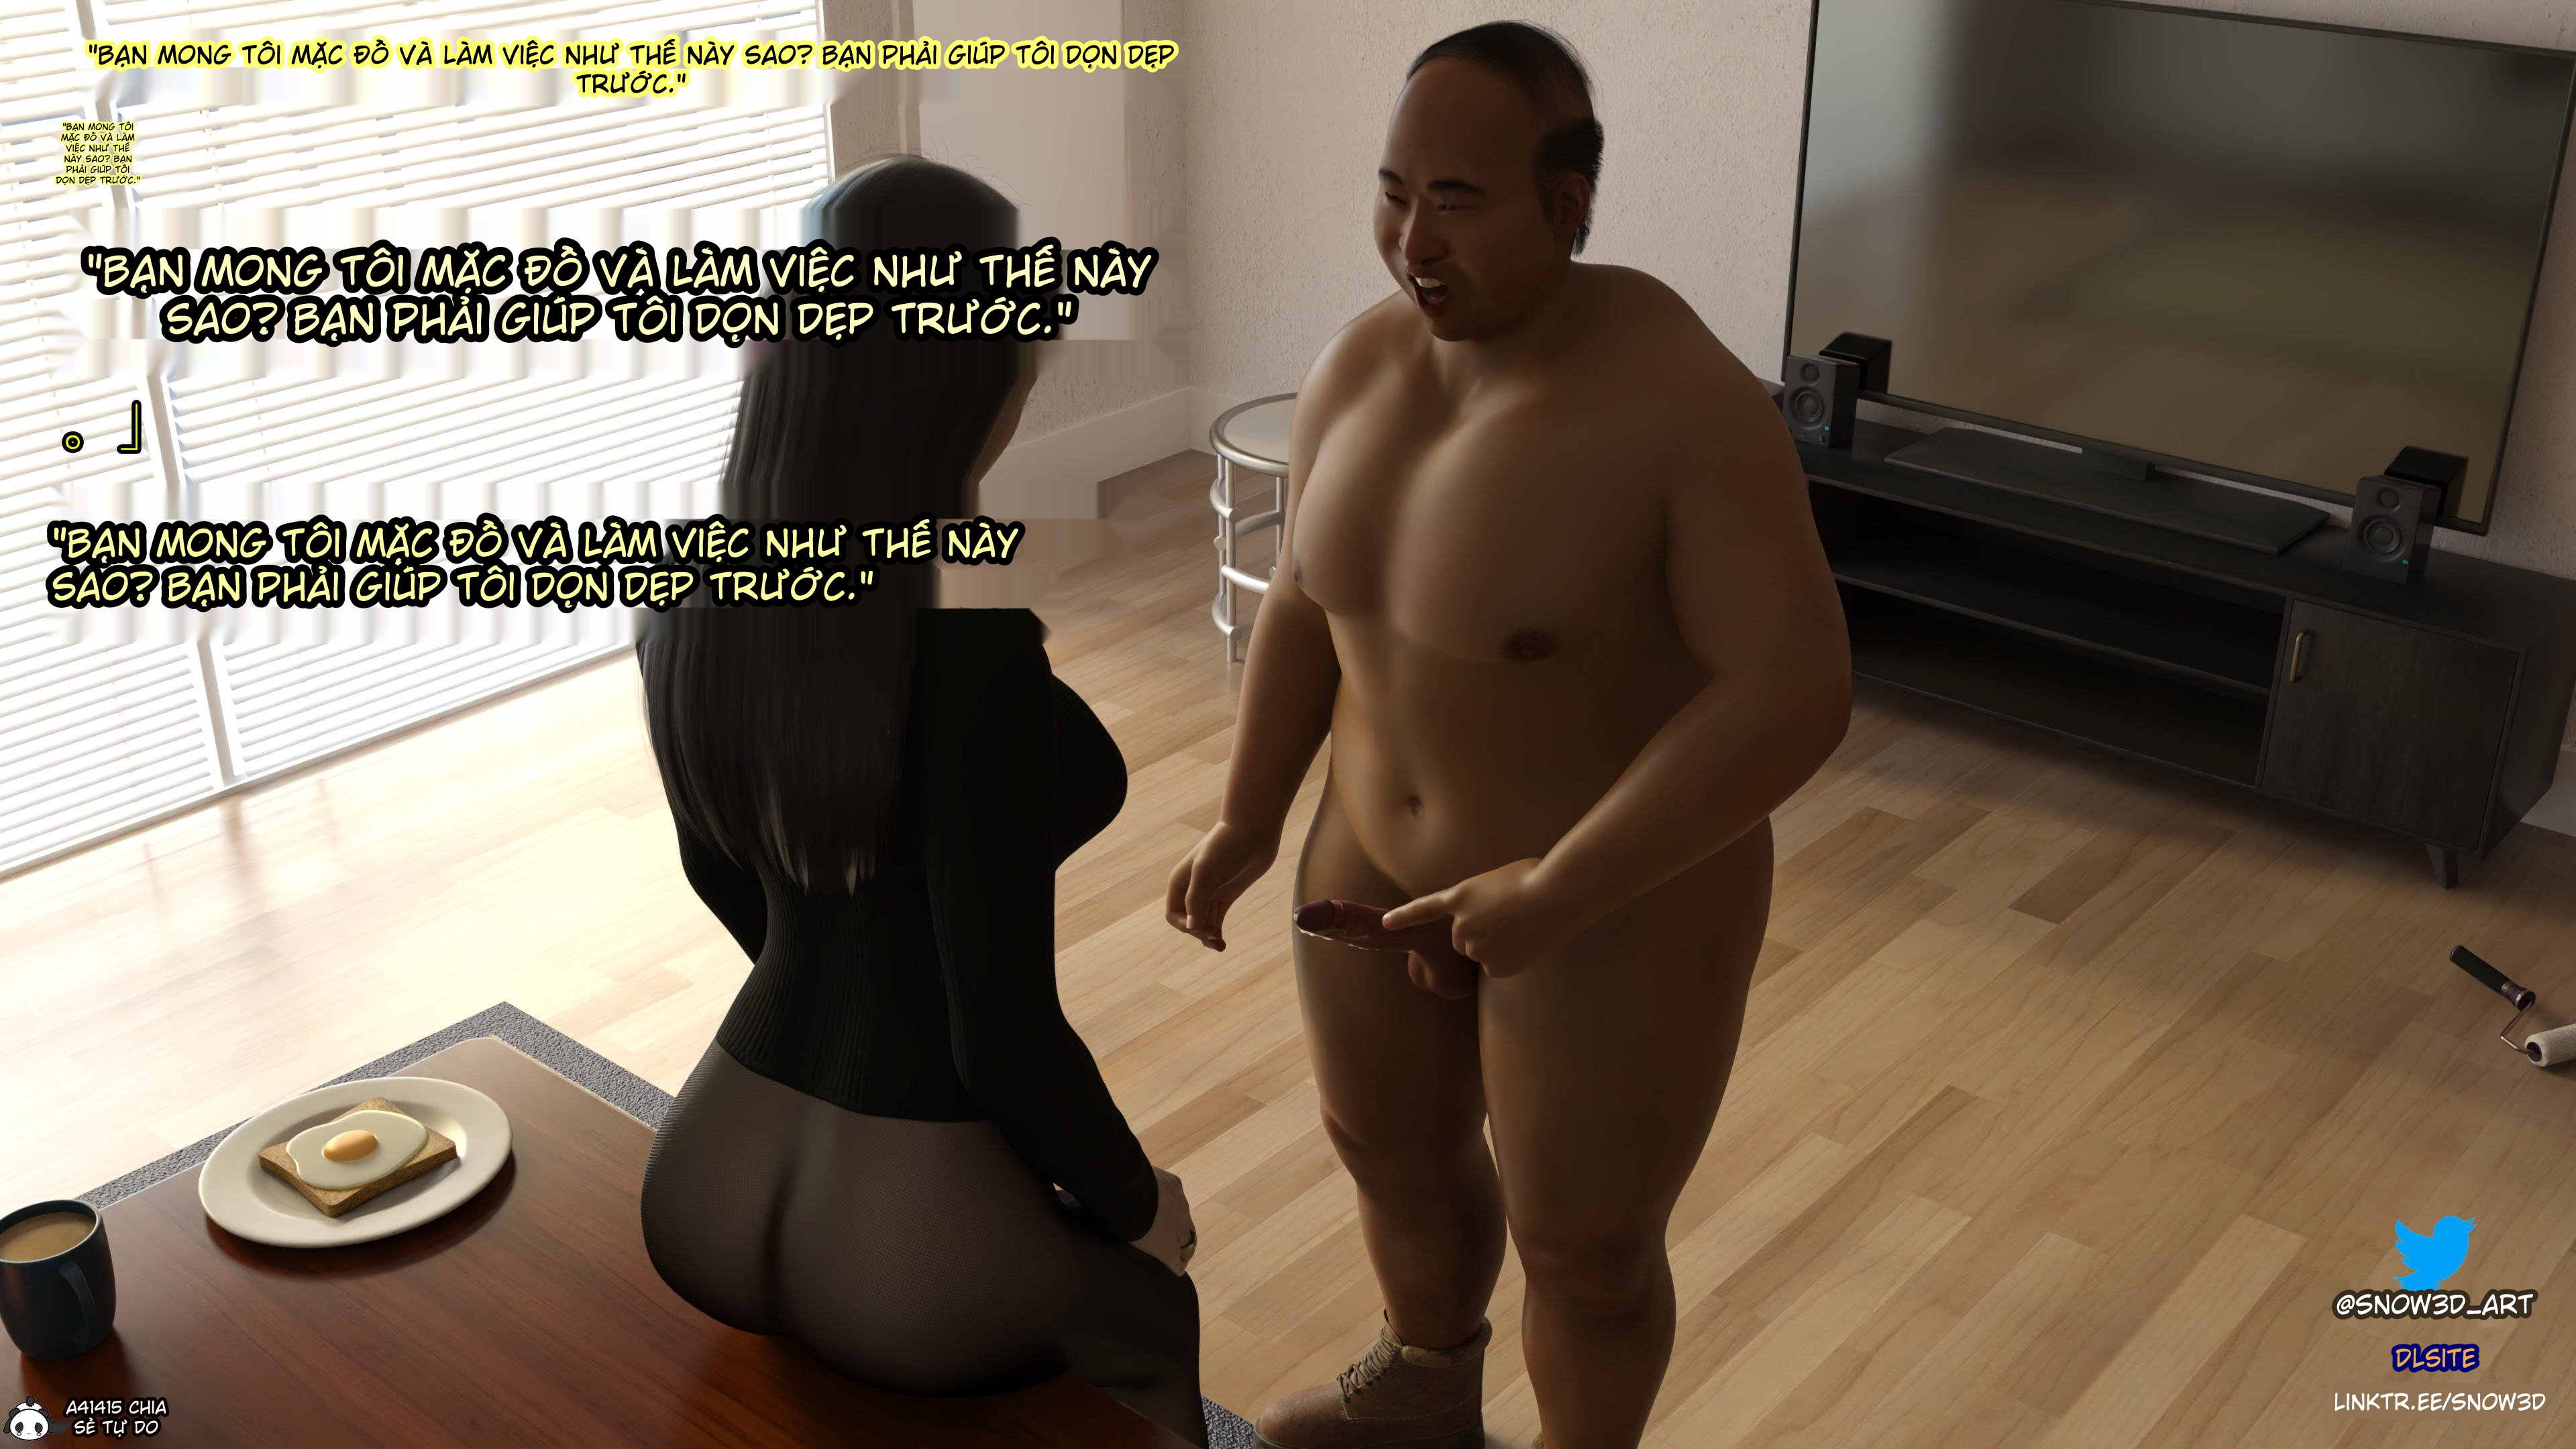 "BẠN MONG TÔI MẶC ĐỒ VÀ LÀM VIỆC NHƯ THẾ NÀY SAO? BẠN PHẢI GIÚP TÔI DỌN DẸP
TRƯỚC."
"BẠN MONG TÔI
MẶC ĐỒ VÀ LÀM
VIỆC NHƯ THẾ
NÀY SAO? BẠN
PHẢI GIÚP TÔI
DỌN DẸP TRƯỚC."
"BẠN MONG TÔI MẶC ĐỒ VÀ LÀM VIỆC NHƯ THẾ NÀY
SAO? BẠN PHẢI GIÚP TÔI DỌN DẸP TRƯỚC."
。」
"BẠN MONG TÔI MẶC ĐỒ VÀ LÀM VIỆC NHƯ THẾ NÀY
SAO? BẠN PHẢI GIÚP TÔI DỌN DẸP TRƯỚC."
@SNOW3D_ART
DLSITE
LINKTR.EE/SNOW3D
A41415 CHIA
SẺ TỰ DO